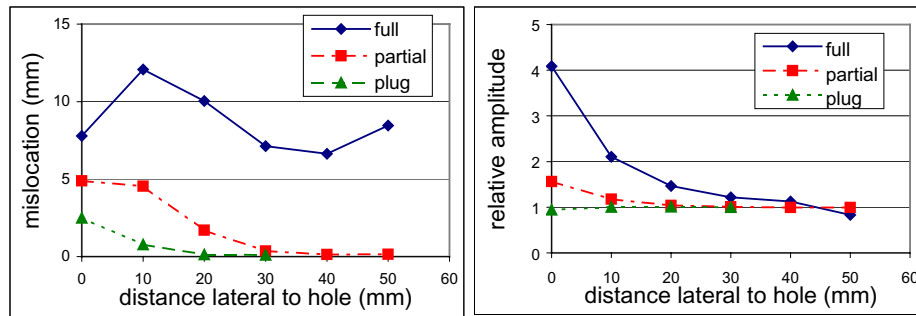 mislocation (mm)
15
10
5
0
0 10 20 30 40 50 60
distance lateral to hole (mm)
full
partial
plug
relative amplitude
5
4
3
2
1
0
0 10 20 30 40 50 60
distance lateral to hole (mm)
full
partial
plug